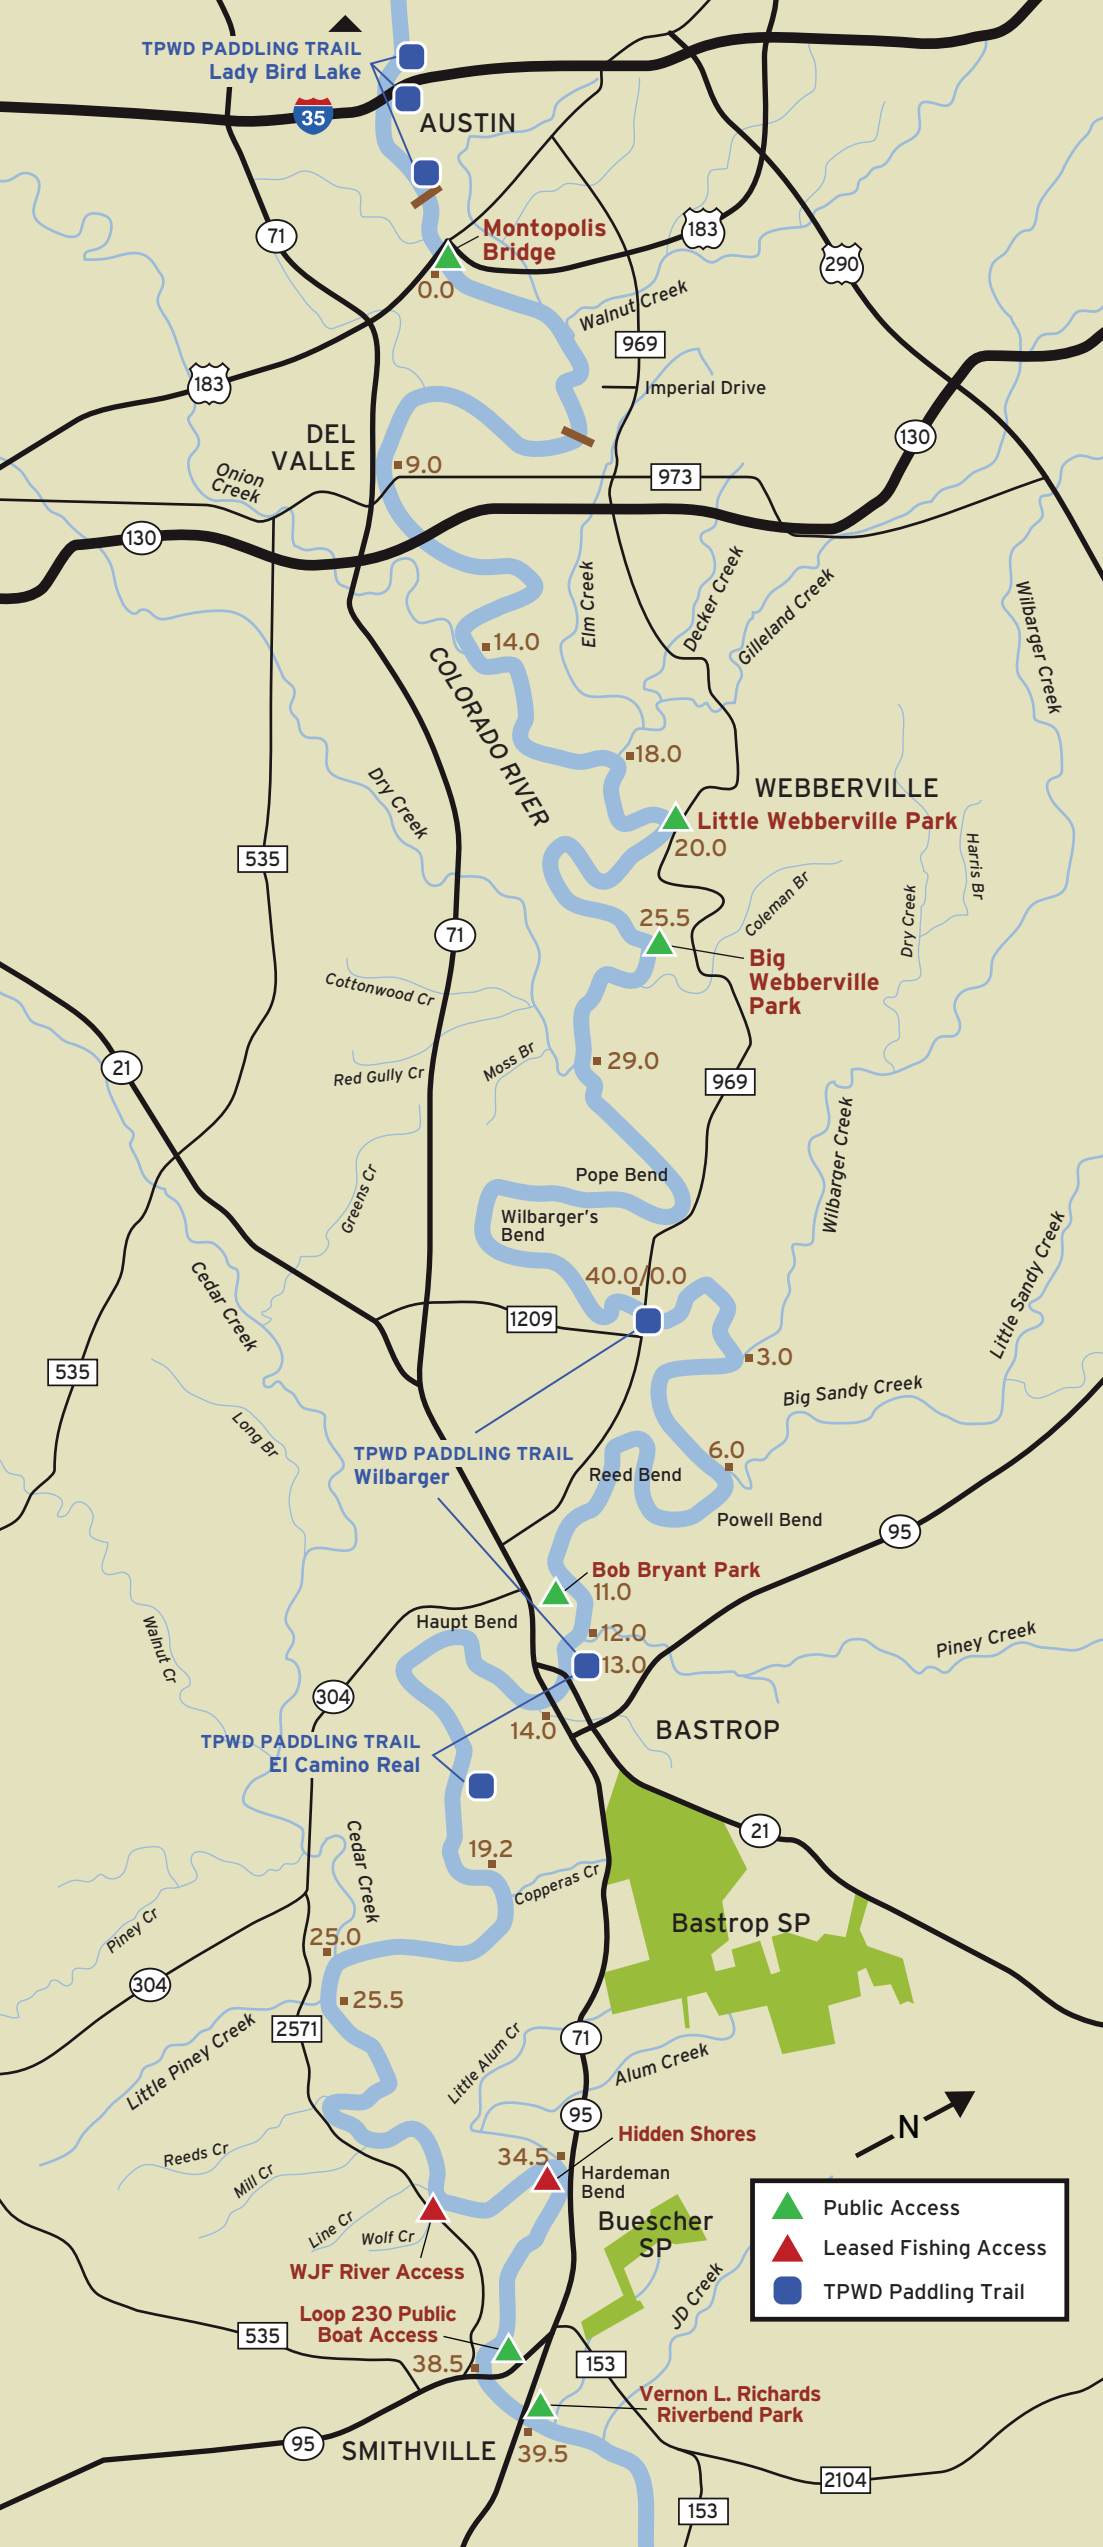 TPWD PADDLING TRAIL
Lady Bird Lake
35
AUSTIN
71
Montopolis
Bridge
0.0
183
290
Walnut Creek
969
183
Imperial Drive
DEL
VALLE
9.0
130
Onion
Creek
973
130
Elm Creek
Decker Creek
Gilleland Creek
Wilbarger Creek
14.0
COLORADO RIVER
18.0
Dry Creek
WEBBERVILLE
Little Webberville Park
20.0
535
Harris Br
Coleman Br
Dry Creek
25.5
71
Big
Webberville
Park
Cottonwood Cr
21
29.0
Moss Br
Red Gully Cr
969
Wilbarger Creek
Pope Bend
Greens Cr
Wilbarger's
Bend
Little Sandy Creek
Cedar Creek
40.0/0.0
1209
3.0
535
Big Sandy Creek
Long Br
TPWD PADDLING TRAIL
Wilbarger
6.0
Reed Bend
Powell Bend
95
Bob Bryant Park
11.0
Haupt Bend
12.0
Walnut Cr
Piney Creek
13.0
304
14.0
BASTROP
TPWD PADDLING TRAIL
El Camino Real
21
Cedar Creek
19.2
Copperas Cr
Bastrop SP
Piney Cr
25.0
304
25.5
2571
71
Little Piney Creek
Little Alum Cr
Alum Creek
95
N
Hidden Shores
34.5
Reeds Cr
Mill Cr
Hardeman
Bend
Public Access
Buescher
SP
Line Cr
Wolf Cr
Leased Fishing Access
WJF River Access
TPWD Paddling Trail
JD Creek
Loop 230 Public
Boat Access
535
38.5
153
Vernon L. Richards
Riverbend Park
95
SMITHVILLE
39.5
2104
153